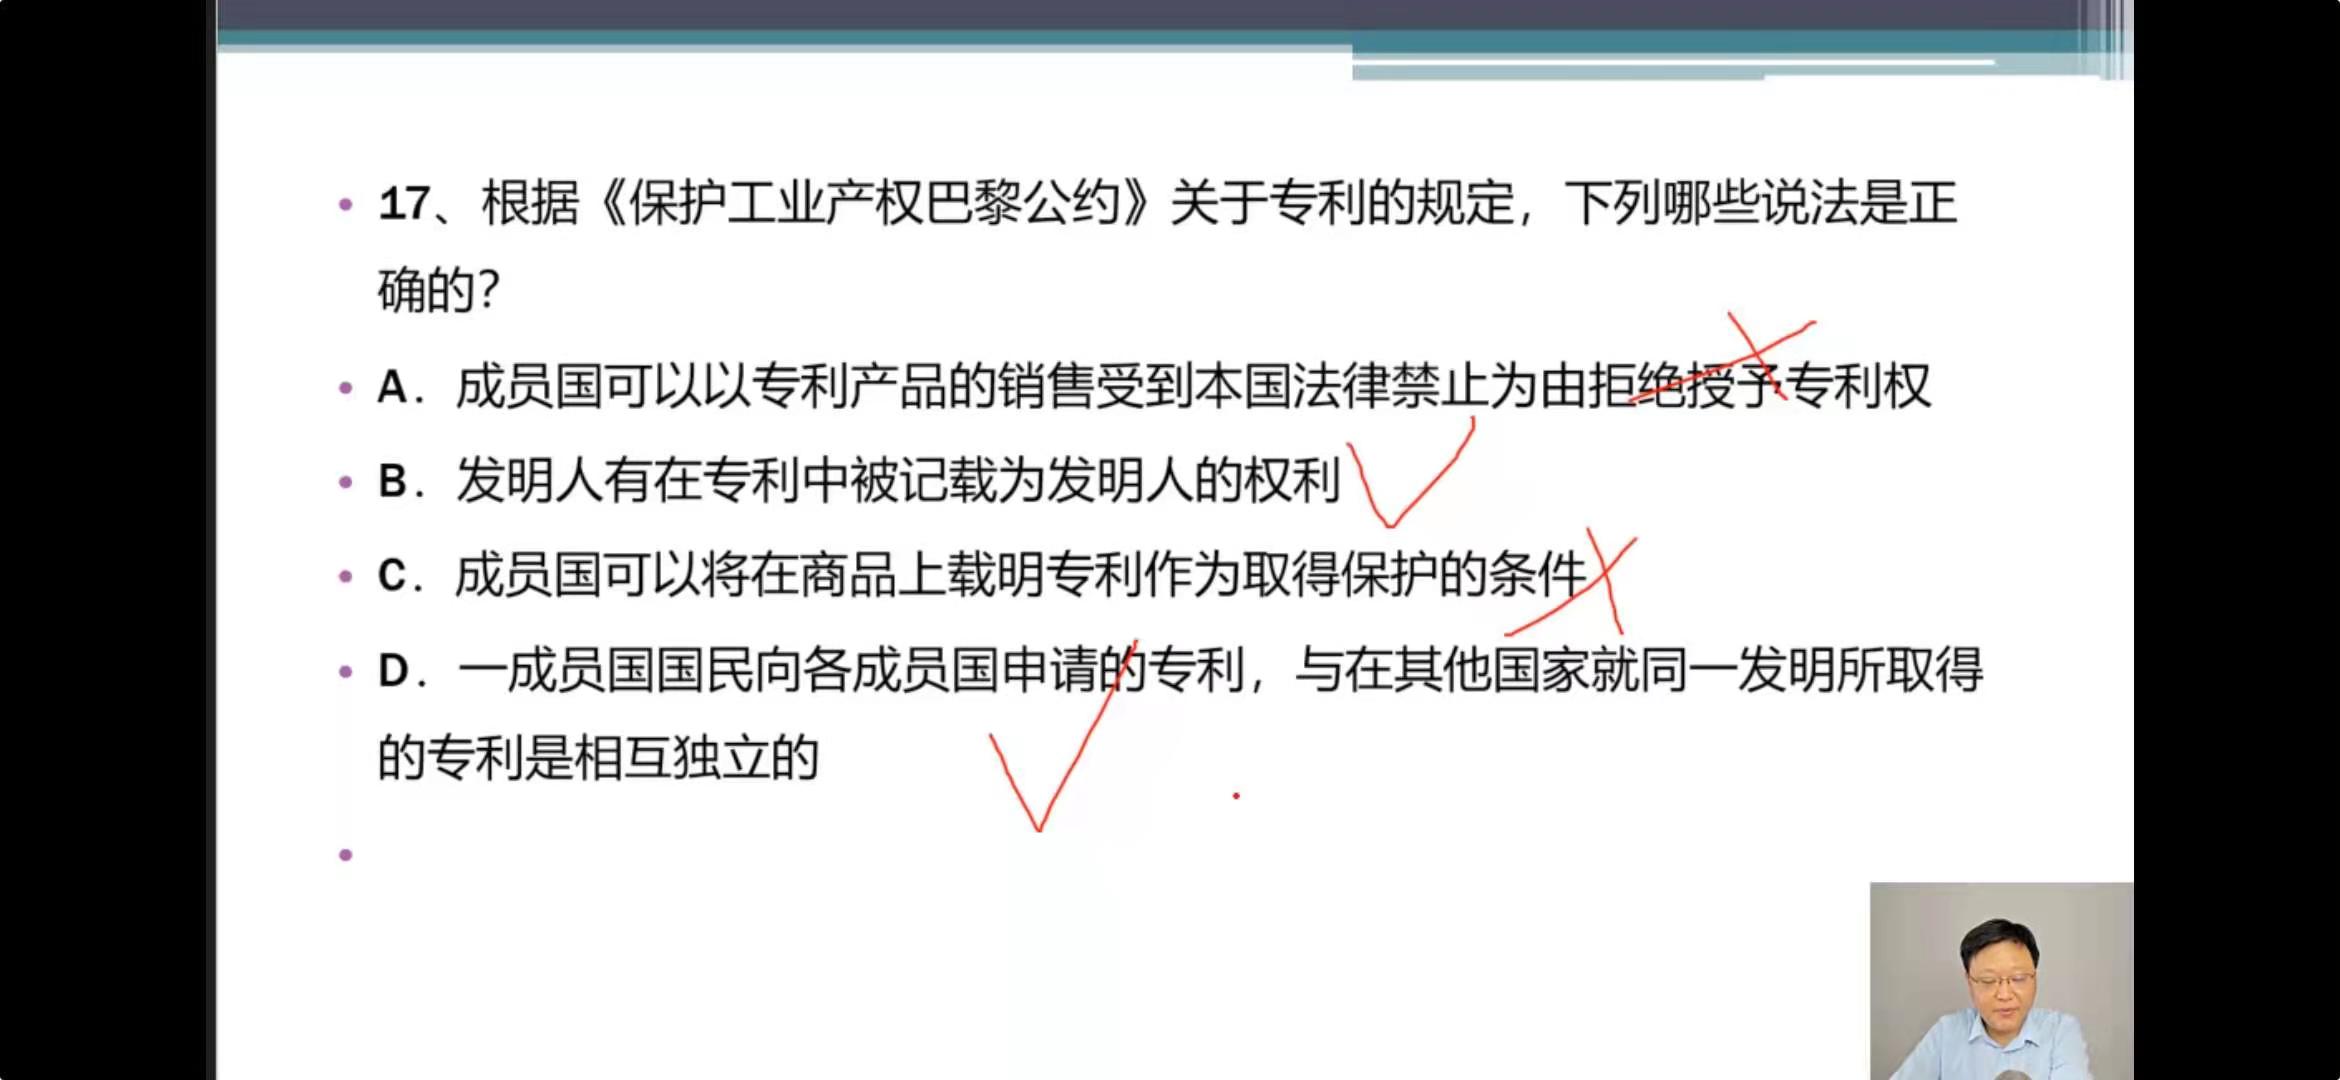 17、根据《保护工业产权巴黎公约》关于专利的规定，下列哪些说法是正
确的？
A．成员国可以以专利产品的销售受到本国法律禁止为由拒绝授予专利权
B．发明人有在专利中被记载为发明人的权利
C．成员国可以将在商品上载明专利作为取得保护的条件
D．一成员国国民向各成员国申请的专利，与在其他国家就同一发明所取得
的专利是相互独立的